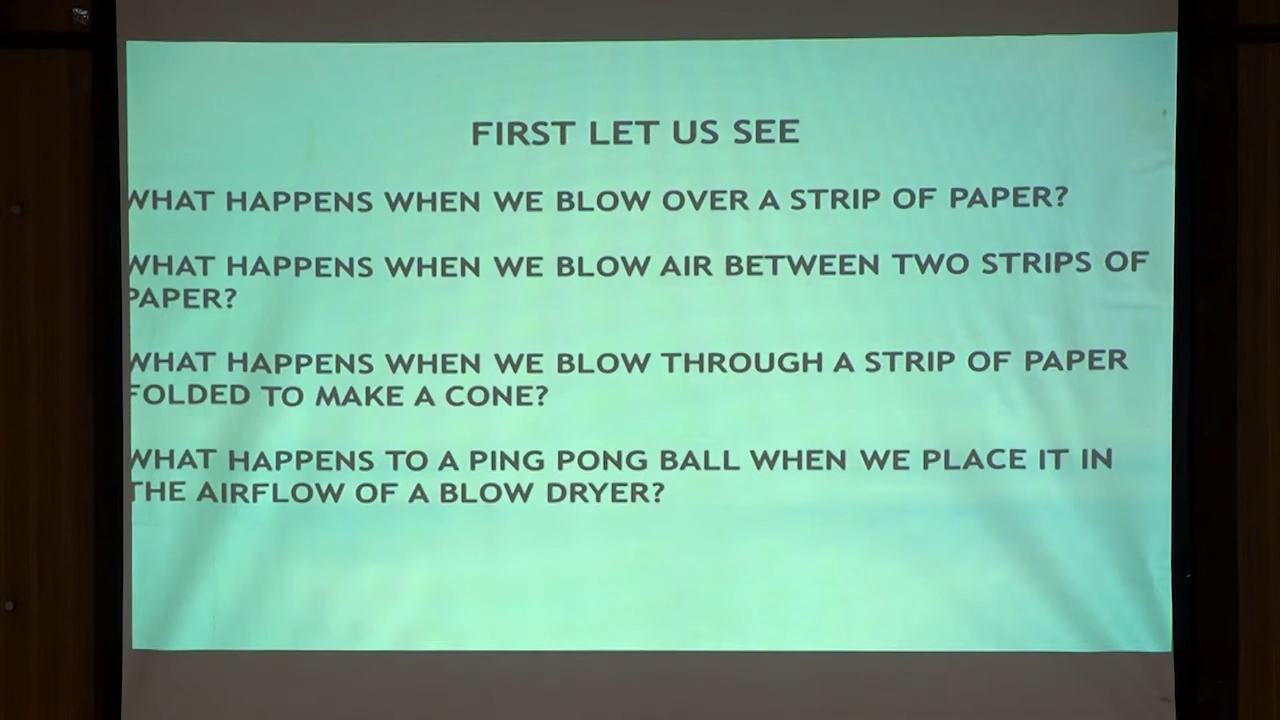 FIRST LET US SEE
WHAT HAPPENS WHEN WE BLOW OVER A STRIP OF PAPER?
WHAT HAPPENS WHEN WE BLOW AIR BETWEEN TWO STRIPS OF
PAPER?
WHAT HAPPENS WHEN WE BLOW THROUGH A STRIP OF PAPER
FOLDED TO MAKE A CONE?
WHAT HAPPENS TO A PING PONG BALL WHEN WE PLACE IT IN
THE AIRFLOW OF A BLOW DRYER?